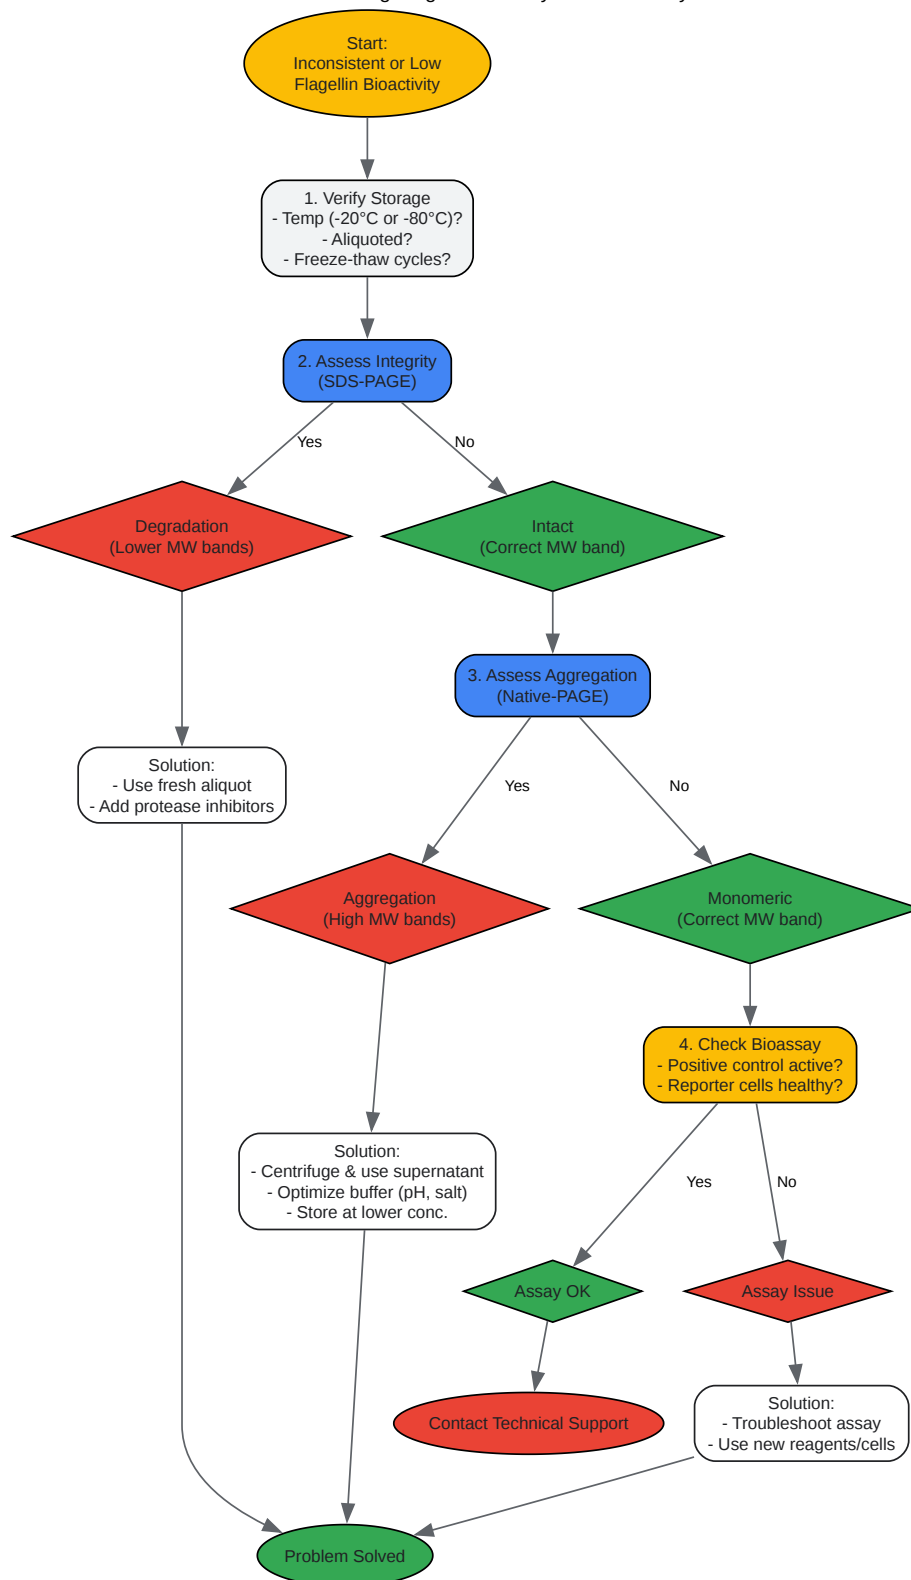 Start:
Inconsistent or Low
Flagellin Bioactivity
1. Verify Storage
- Temp (-20°C or -80°C)?
- Aliquoted?
- Freeze-thaw cycles?
2. Assess Integrity
(SDS-PAGE)
Yes
No
Degradation
(Lower MW bands)
Intact
(Correct MW band)
3. Assess Aggregation
(Native-PAGE)
Solution:
- Use fresh aliquot
- Add protease inhibitors
Yes
No
Aggregation
(High MW bands)
Monomeric
(Correct MW band)
4. Check Bioassay
- Positive control active?
- Reporter cells healthy?
Solution:
- Centrifuge & use supernatant
- Optimize buffer (pH, salt)
- Store at lower conc.
Yes
No
Assay OK
Assay Issue
Contact Technical Support
Solution:
- Troubleshoot assay
- Use new reagents/cells
Problem Solved